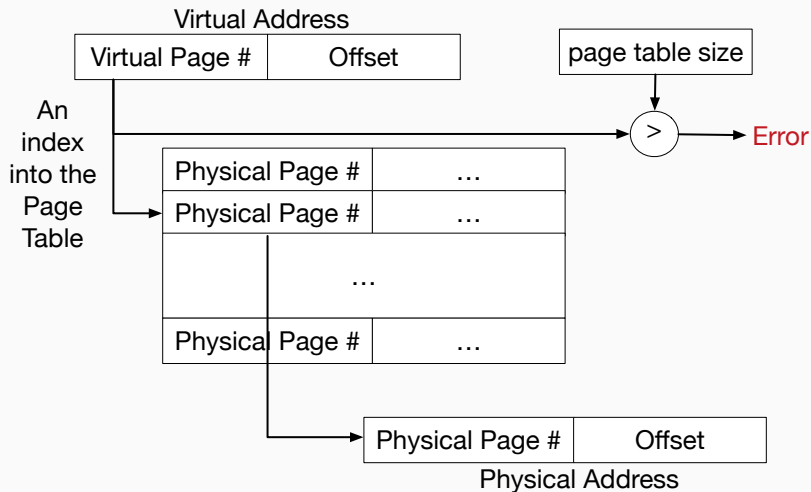 Virtual Address
Virtual Page # Offset
page table size
An
index
into the
Page
Table
>
Error
Physical Page # ...
Physical Page # ...
...
Physical Page # ...
Physical Page # Offset
Physical Address